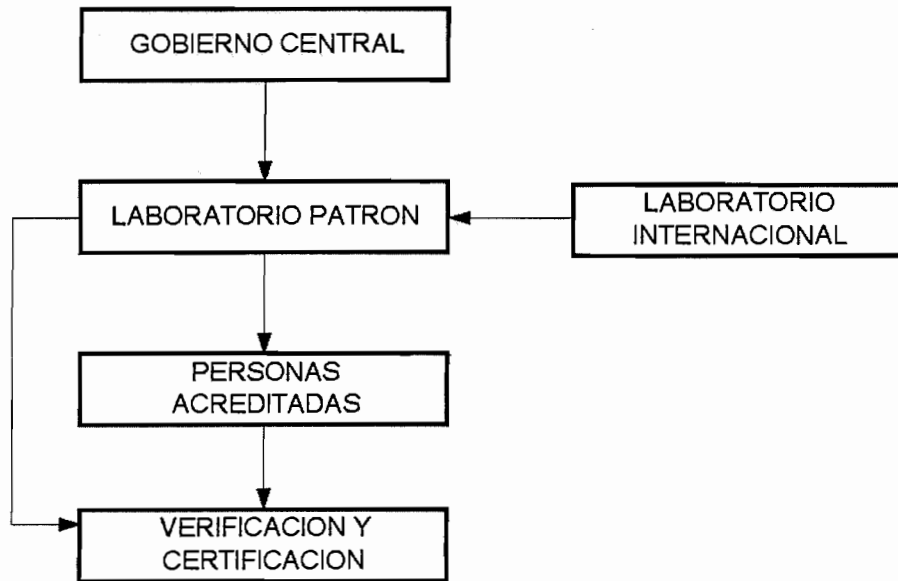 GOBIERNO CENTRAL
LABORATORIO PATRON
LABORATORIO
INTERNACIONAL
PERSONAS
ACREDITADAS
VERIFICACION Y
CERTIFICACION